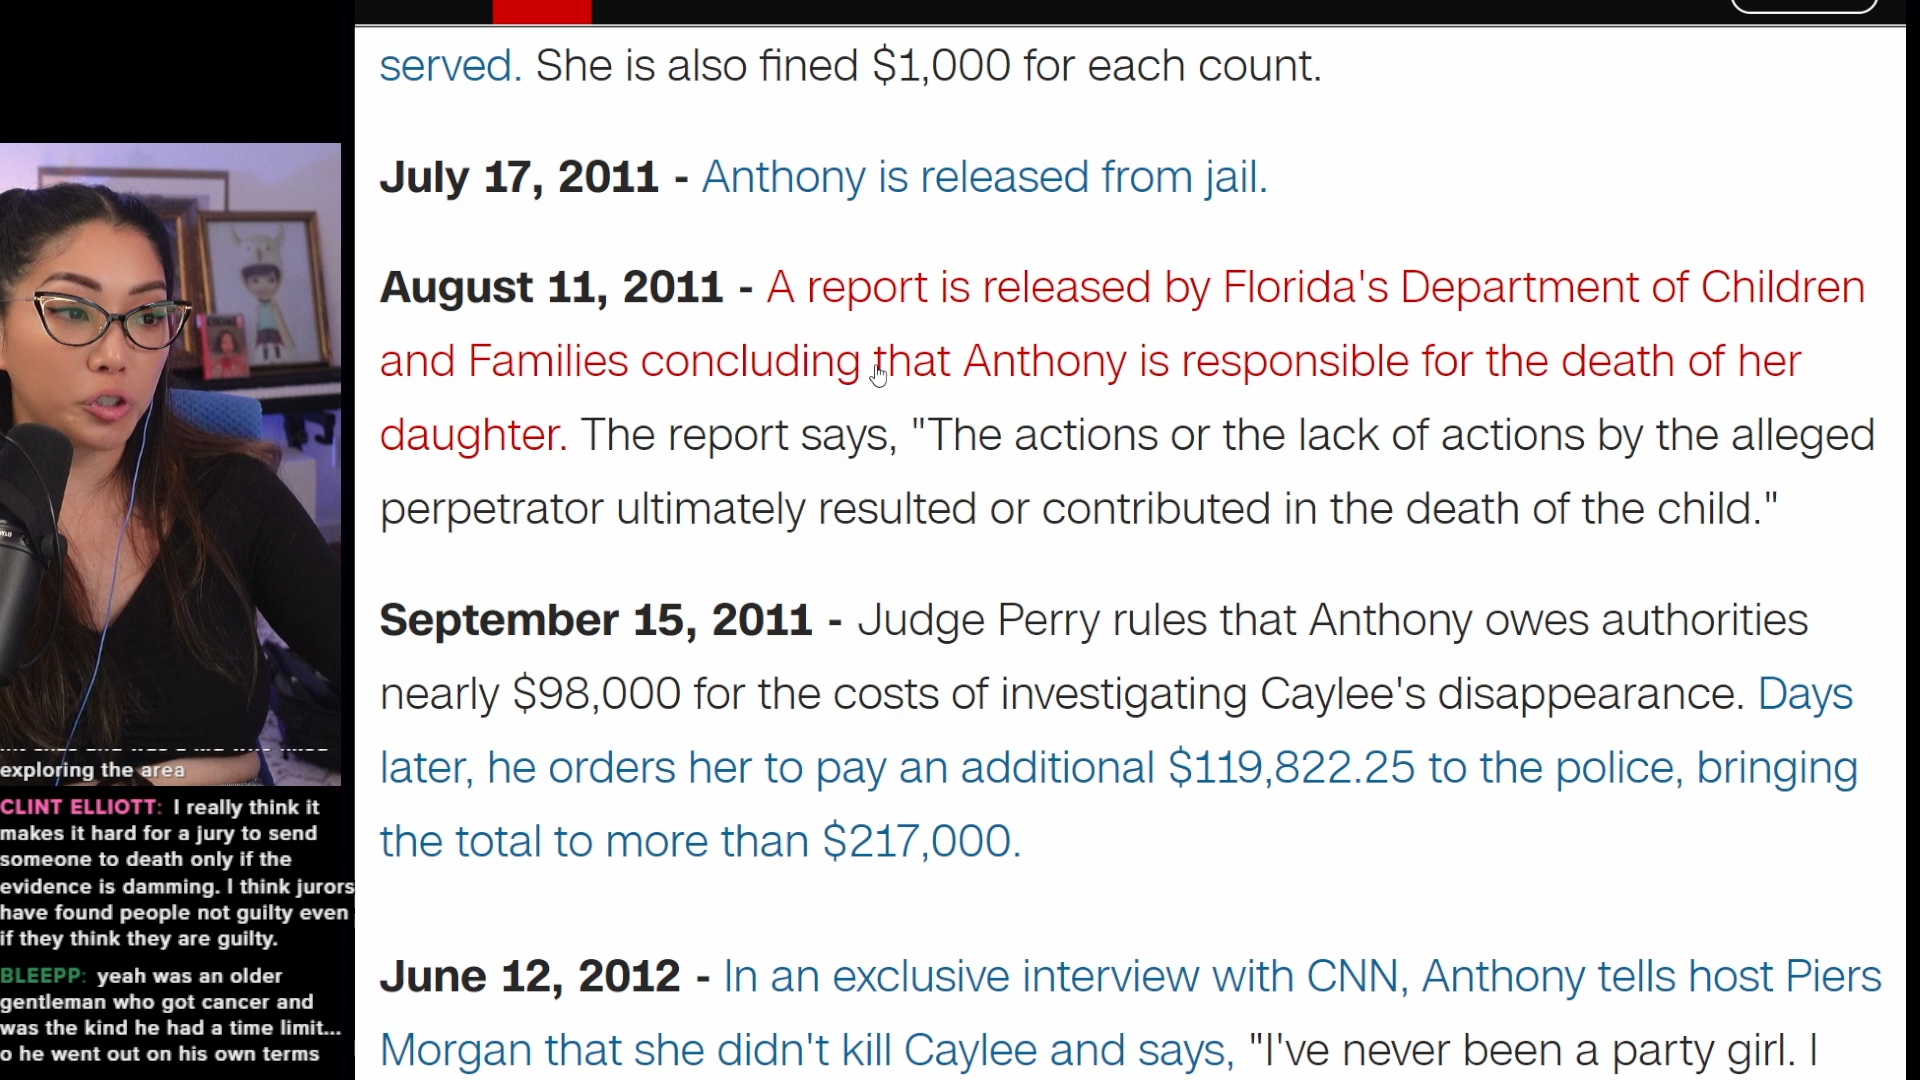 served. She is also fined $1,000 for each count.
July 17, 2011 - Anthony is released from jail.
August 11, 2011 - A report is released by Florida's Department of Children
and Families concluding that Anthony is responsible for the death of her
daughter. The report says, "The actions or the lack of actions by the alleged
perpetrator ultimately resulted or contributed in the death of the child."
September 15, 2011 - Judge Perry rules that Anthony owes authorities
nearly $98,000 for the costs of investigating Caylee's disappearance. Days
later, he orders her to pay an additional $119,822.25 to the police, bringing
the total to more than $217,000.
June 12, 2012 - In an exclusive interview with CNN, Anthony tells host Piers
Morgan that she didn't kill Caylee and says, "I've never been a party girl. I
exploring the area
CLINT ELLIOTT: I really think it
makes it hard for a jury to send
someone to death only if the
evidence is damming. I think jurors
have found people not guilty even
if they think they are guilty.
BLEEPP: yeah was an older
gentleman who got cancer and
was the kind he had a time limit...
o he went out on his own terms